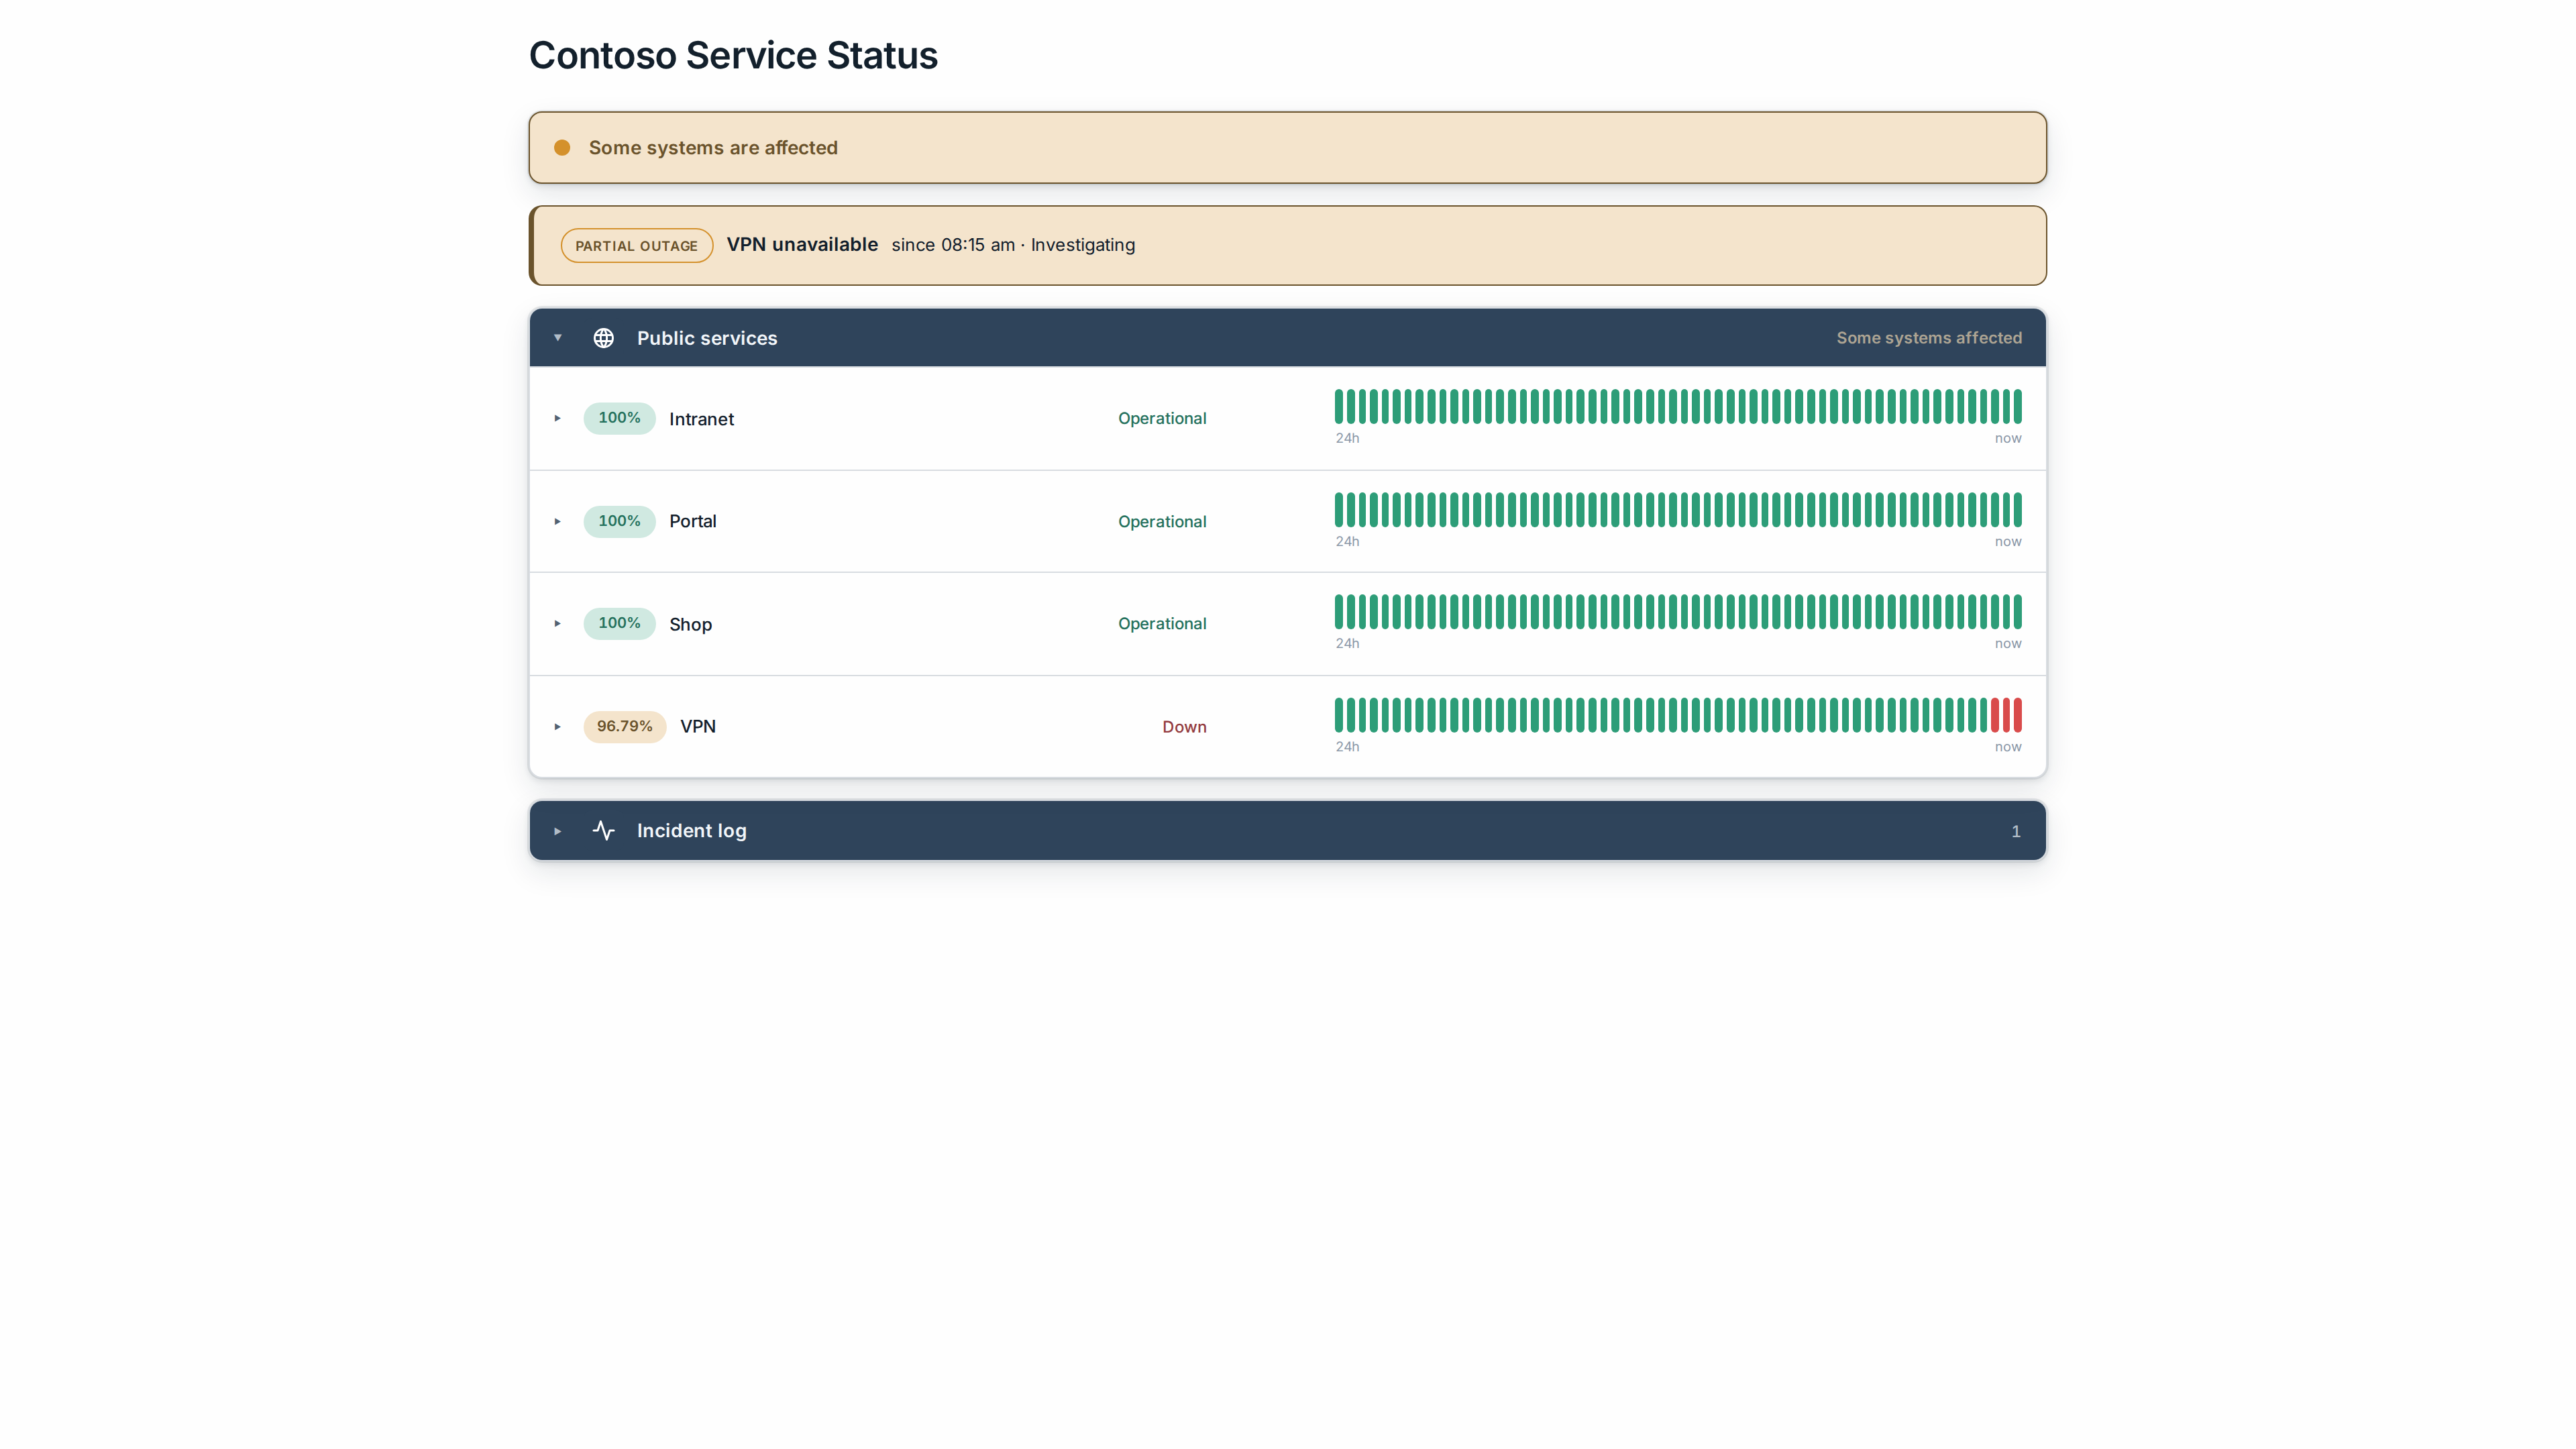 Contoso Service Status
Some systems are affected
PARTIAL OUTAGE VPN unavailable since 08:15 am · Investigating
Public services Some systems affected
100% Intranet Operational
24h now
100% Portal Operational
24h now
100% Shop Operational
24h now
96.79% VPN Down
24h now
Incident log 1